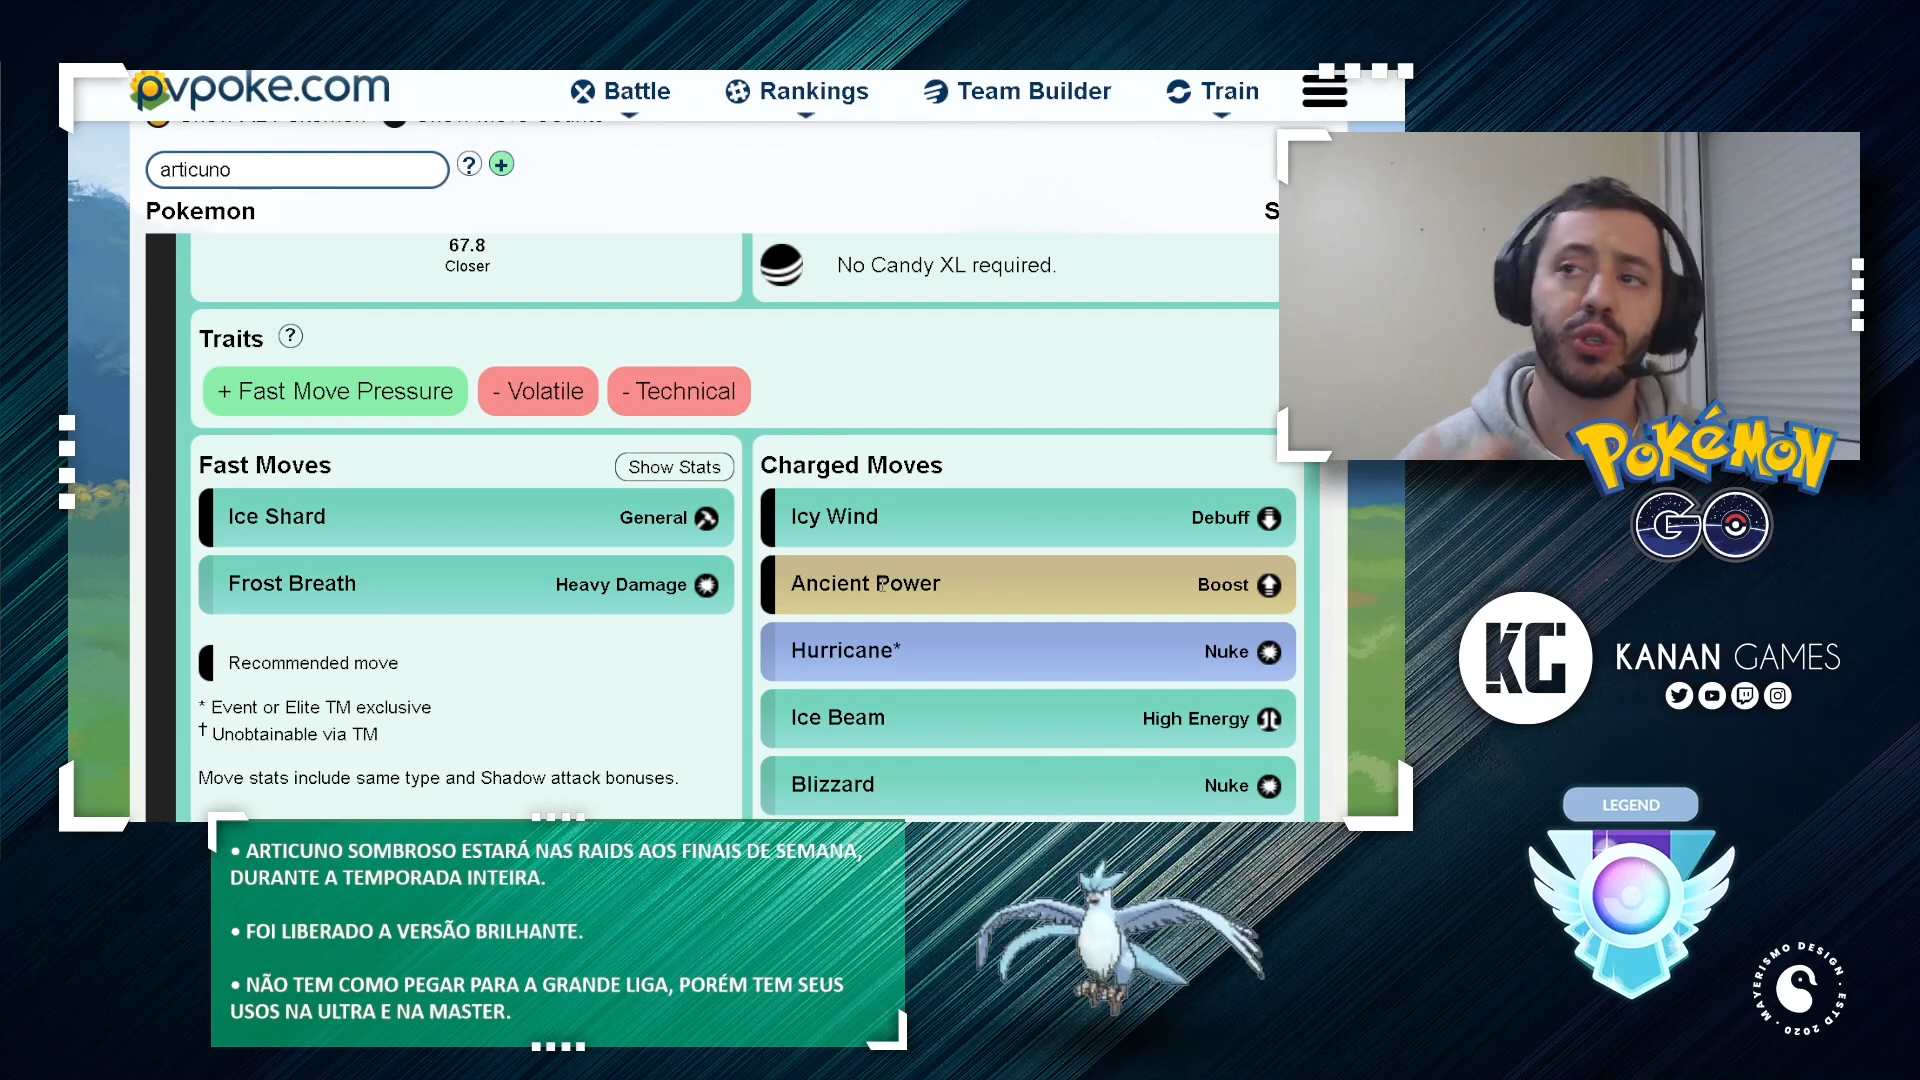 pvpoke.com
Battle
Rankings
Team Builder
Train
articuno
?
+
Pokemon
67.8
Closer
No Candy XL required.
Traits ?
+ Fast Move Pressure
- Volatile
- Technical
Fast Moves
Show Stats
Ice Shard
General
Frost Breath
Heavy Damage
Recommended move
* Event or Elite TM exclusive
† Unobtainable via TM
Move stats include same type and Shadow attack bonuses.
Charged Moves
Icy Wind
Debuff
Ancient Power
Boost
Hurricane*
Nuke
Ice Beam
High Energy
Blizzard
Nuke
POKÉMON
GO
KG
KANAN GAMES
LEGEND
• ARTICUNO SOMBROSO ESTARÁ NAS RAIDS AOS FINAIS DE SEMANA,
DURANTE A TEMPORADA INTEIRA.
• FOI LIBERADO A VERSÃO BRILHANTE.
• NÃO TEM COMO PEGAR PARA A GRANDE LIGA, PORÉM TEM SEUS
USOS NA ULTRA E NA MASTER.
MAYERISMO DESIGN · ESTD 2020 ·